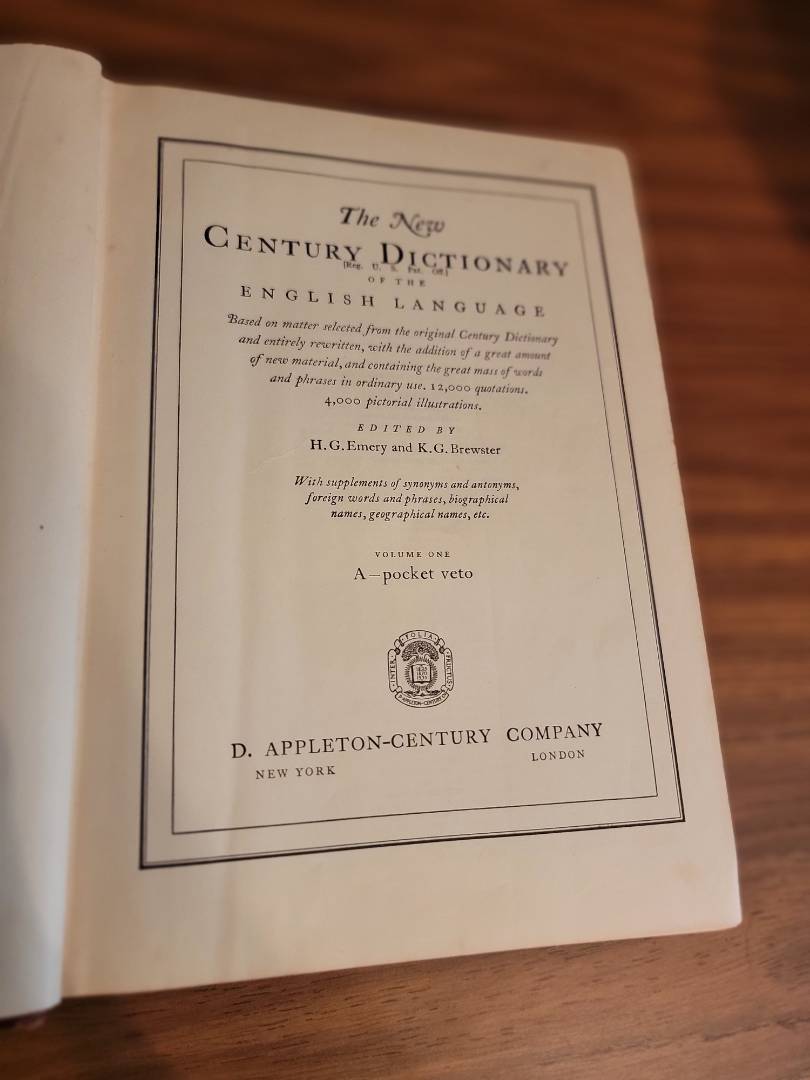 The New
CENTURY DICTIONARY
[Reg. U. S. Pat. Off.]
OF THE
ENGLISH LANGUAGE
Based on matter selected from the original Century Dictionary
and entirely rewritten, with the addition of a great amount
of new material, and containing the great mass of words
and phrases in ordinary use. 12,000 quotations.
4,000 pictorial illustrations.
EDITED BY
H.G. Emery and K.G. Brewster
With supplements of synonyms and antonyms,
foreign words and phrases, biographical
names, geographical names, etc.
VOLUME ONE
A—pocket veto
INTER FOLIA FRUCTUS
D. APPLETON-CENTURY COMPANY
NEW YORK LONDON